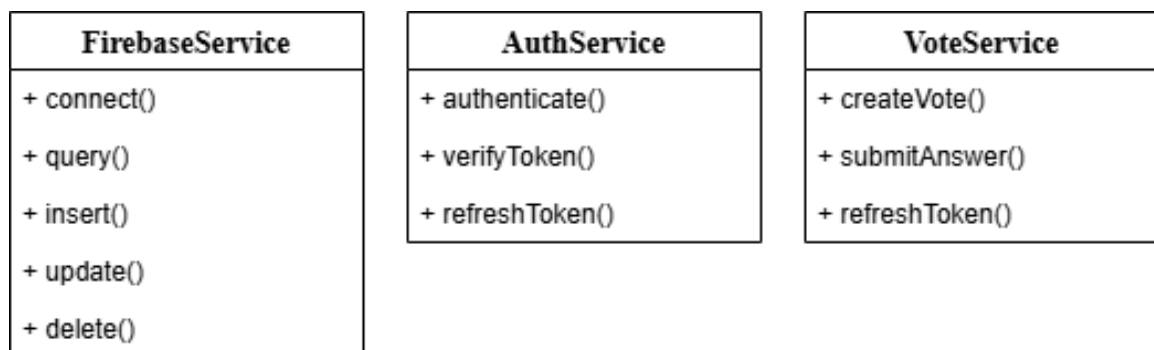 FirebaseService
+ connect()
+ query()
+ insert()
+ update()
+ delete()
AuthService
+ authenticate()
+ verifyToken()
+ refreshToken()
VoteService
+ createVote()
+ submitAnswer()
+ refreshToken()